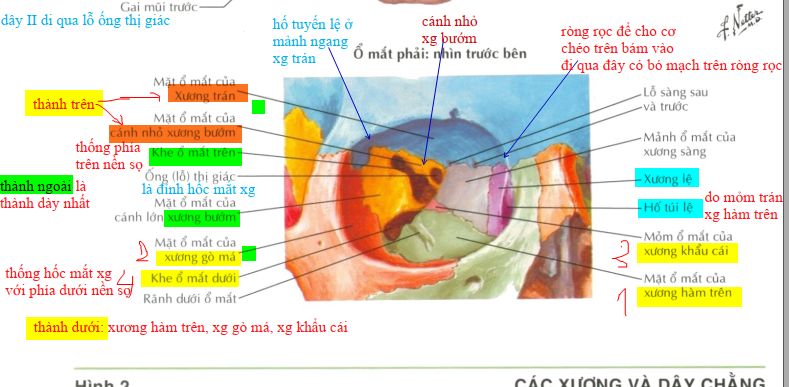 Gai mũi trước
dây II đi qua lỗ ống thị giác
hố tuyến lệ ở
mảnh ngang
xg trán
cánh nhỏ
xg bướm
ròng rọc để cho cơ
chéo trên bám vào
đi qua đây có bó mạch trên ròng rọc
F. Netter
M.D.
Ổ mắt phải: nhìn trước bên
thành trên
Mặt ổ mắt của
Xương trán
Mặt ổ mắt của
cánh nhỏ xương bướm
thống phía
trên nền sọ
Khe ổ mắt trên
Ống (lỗ) thị giác
là đỉnh hốc măt xg
thành ngoài là
thành dày nhất
Mặt ổ mắt của
cánh lớn xương bướm
2
Mặt ổ mắt của
xương gò má
thống hốc mắt xg
với phía dưới nền sọ
Khe ổ mắt dưới
Rãnh dưới ổ mắt
Lỗ sàng sau
và trước
Mảnh ổ mắt của
xương sàng
Xương lệ
Hố túi lệ
do mỏm trán
xg hàm trên
Mỏm ổ mắt của
xương khẩu cái
3
Mặt ổ mắt của
xương hàm trên
1
thành dưới: xương hàm trên, xg gò má, xg khẩu cái
Hình 2
CÁC XƯƠNG VÀ DÂY CHẰNG